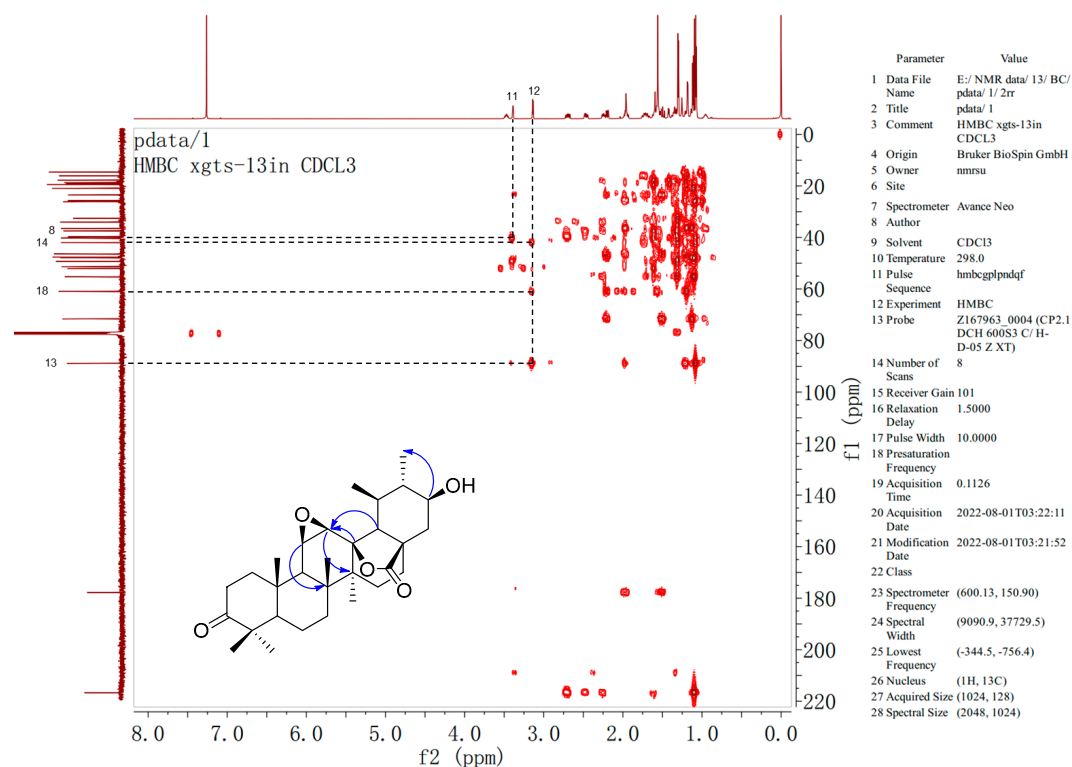 11
12
pdata/1
HMBC xgts-13in CDCL3
8
14
18
13
0
20
40
60
80
100
120
140
160
180
200
220
f1 (ppm)
8.0
7.0
6.0
5.0
4.0
3.0
2.0
1.0
0.0
f2 (ppm)
OH
O
O
O
O
Parameter Value
1 Data File Name E:/ NMR data/ 13/ BC/
pdata/ 1/ 2rr
2 Title pdata/ 1
3 Comment HMBC xgts-13in
CDCL3
4 Origin Bruker BioSpin GmbH
5 Owner nmrsu
6 Site
7 Spectrometer Avance Neo
8 Author
9 Solvent CDCl3
10 Temperature 298.0
11 Pulse hmbcgplpndqf
Sequence
12 Experiment HMBC
13 Probe Z167963_0004 (CP2.1
DCH 600S3 C/ H-
D-05 Z XT)
14 Number of 8
Scans
15 Receiver Gain 101
16 Relaxation 1.5000
Delay
17 Pulse Width 10.0000
18 Presaturation
Frequency
19 Acquisition 0.1126
Time
20 Acquisition 2022-08-01T03:22:11
Date
21 Modification 2022-08-01T03:21:52
Date
22 Class
23 Spectrometer (600.13, 150.90)
Frequency
24 Spectral (9090.9, 37729.5)
Width
25 Lowest (-344.5, -756.4)
Frequency
26 Nucleus (1H, 13C)
27 Acquired Size (1024, 128)
28 Spectral Size (2048, 1024)